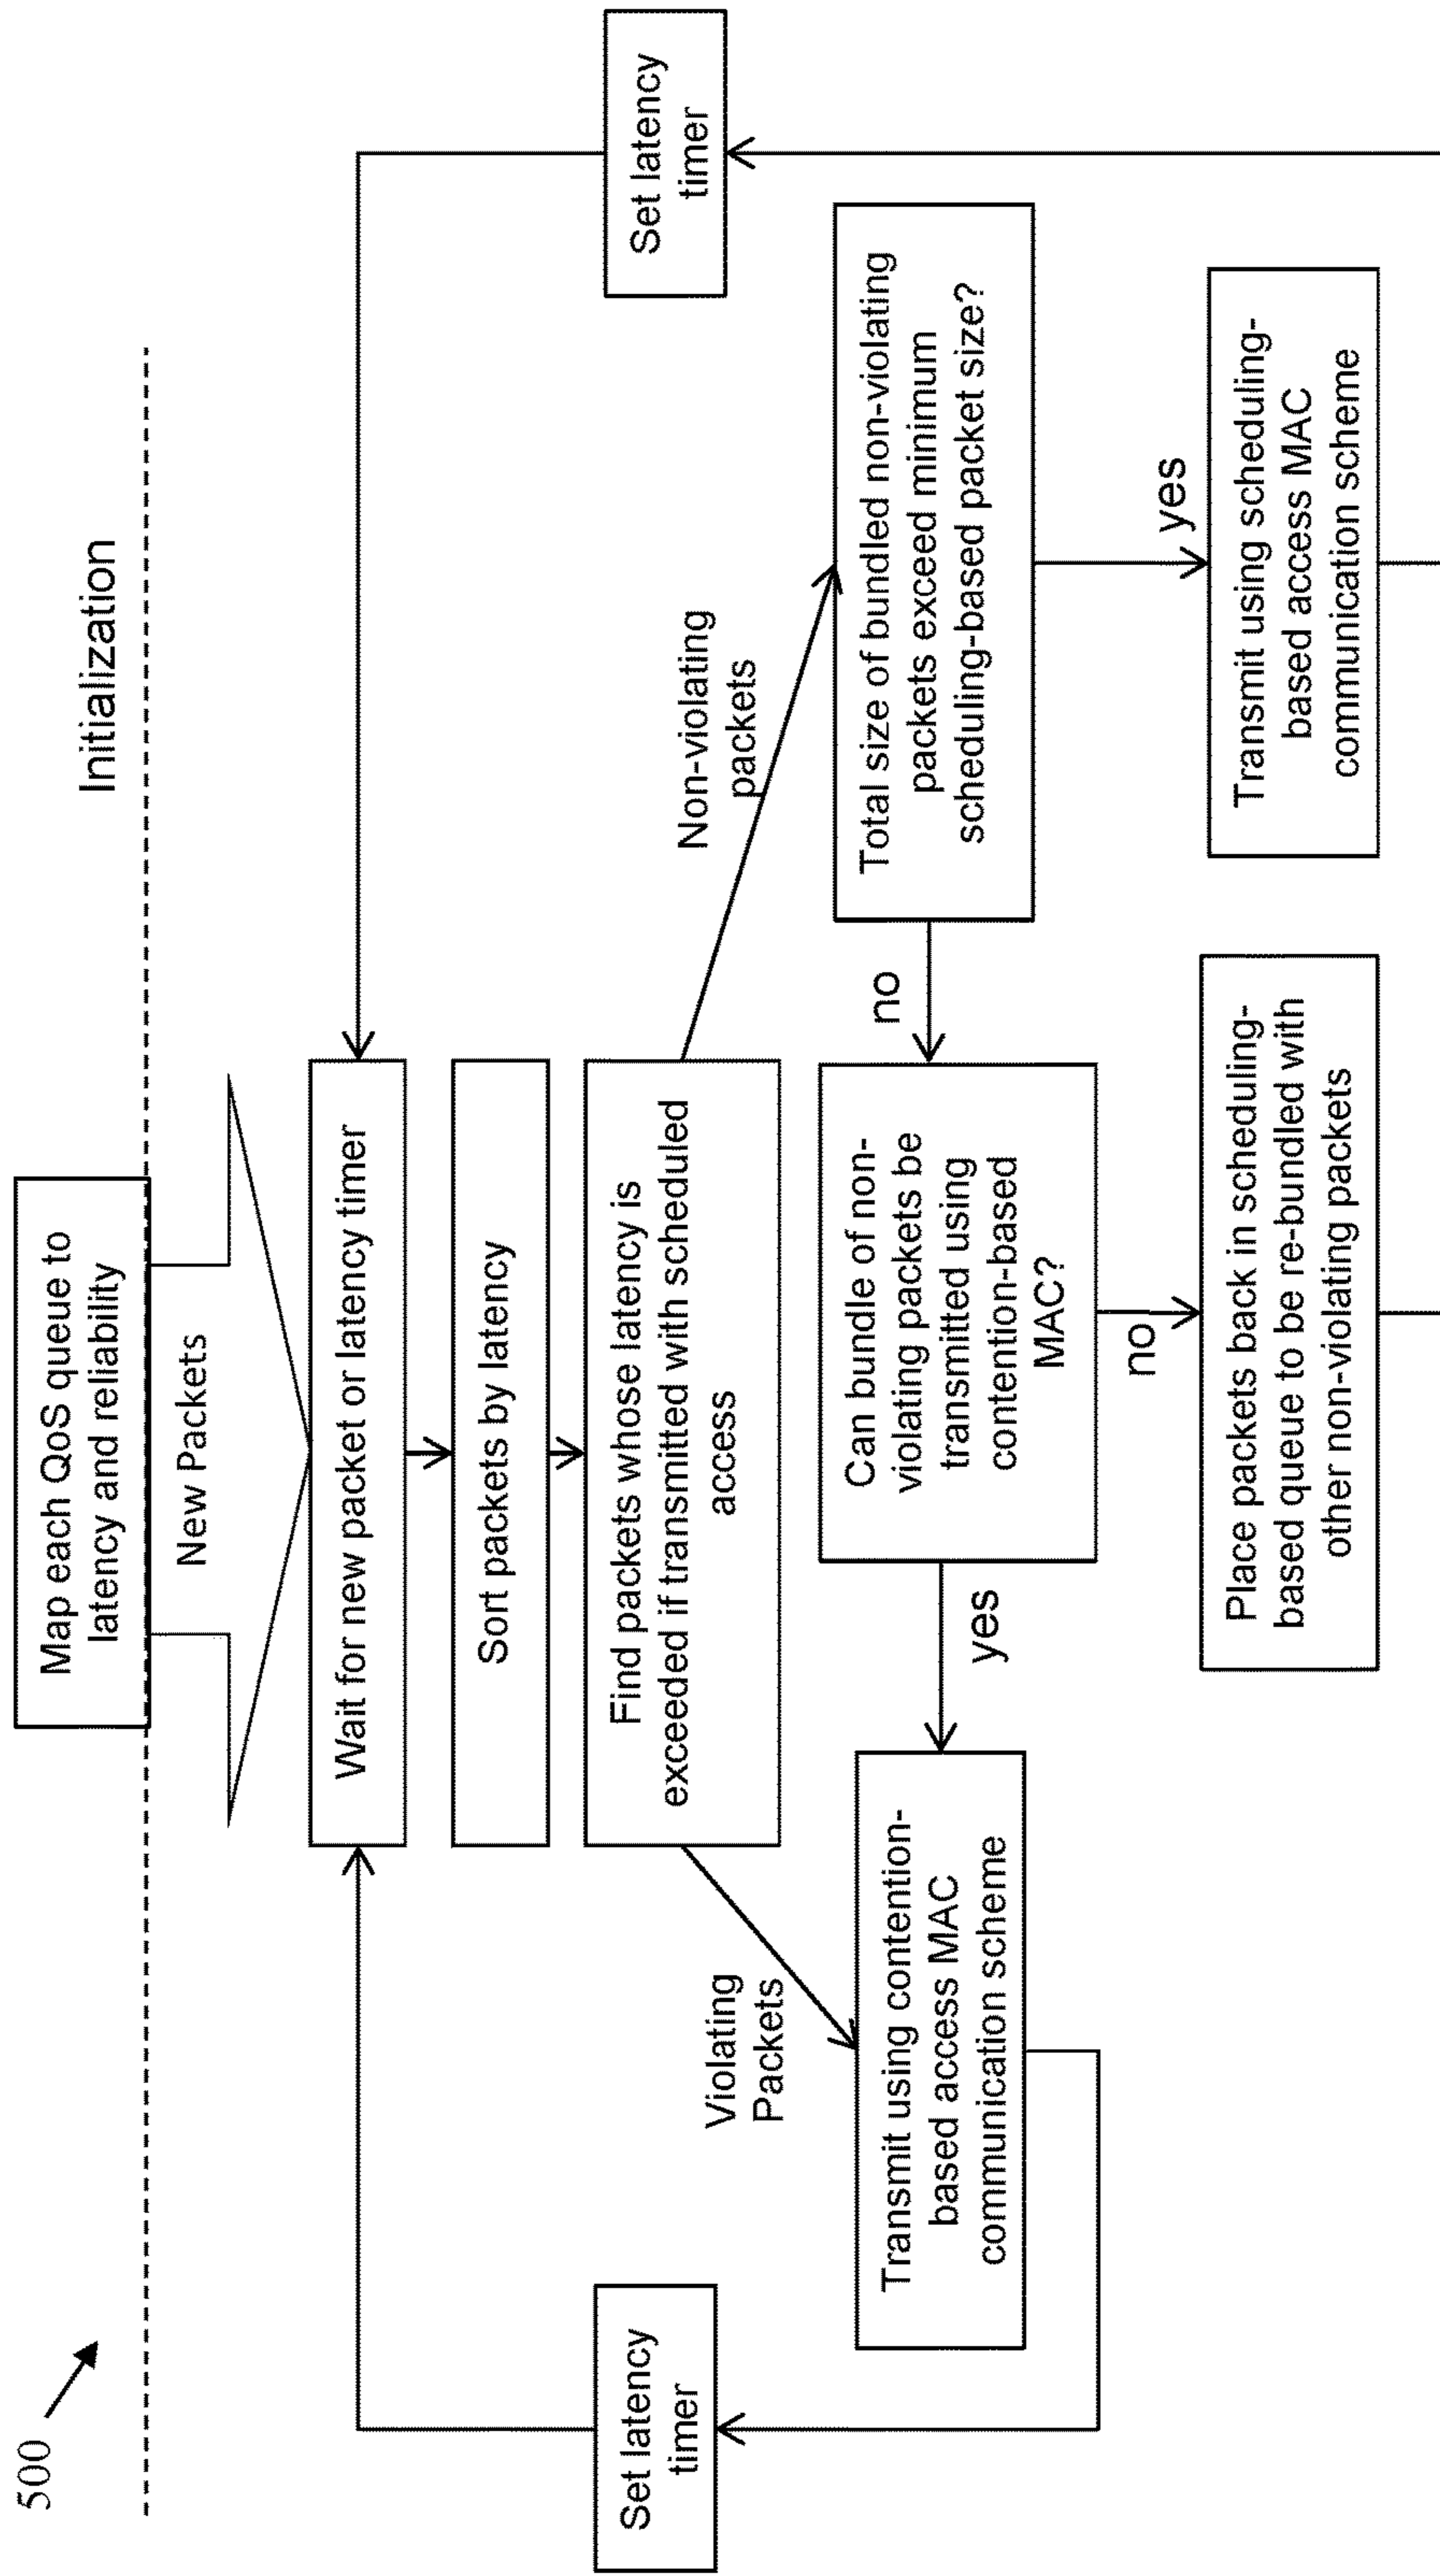 500
Map each QoS queue to
latency and reliability
Initialization
New Packets
Wait for new packet or latency timer
Sort packets by latency
Find packets whose latency is
exceeded if transmitted with scheduled
access
Set latency
timer
Set latency
timer
Violating
Packets
Non-violating
packets
Transmit using contention-
based access MAC
communication scheme
yes
Can bundle of non-
violating packets be
transmitted using
contention-based
MAC?
no
Total size of bundled non-violating
packets exceed minimum
scheduling-based packet size?
no
yes
Place packets back in scheduling-
based queue to be re-bundled with
other non-violating packets
Transmit using scheduling-
based access MAC
communication scheme